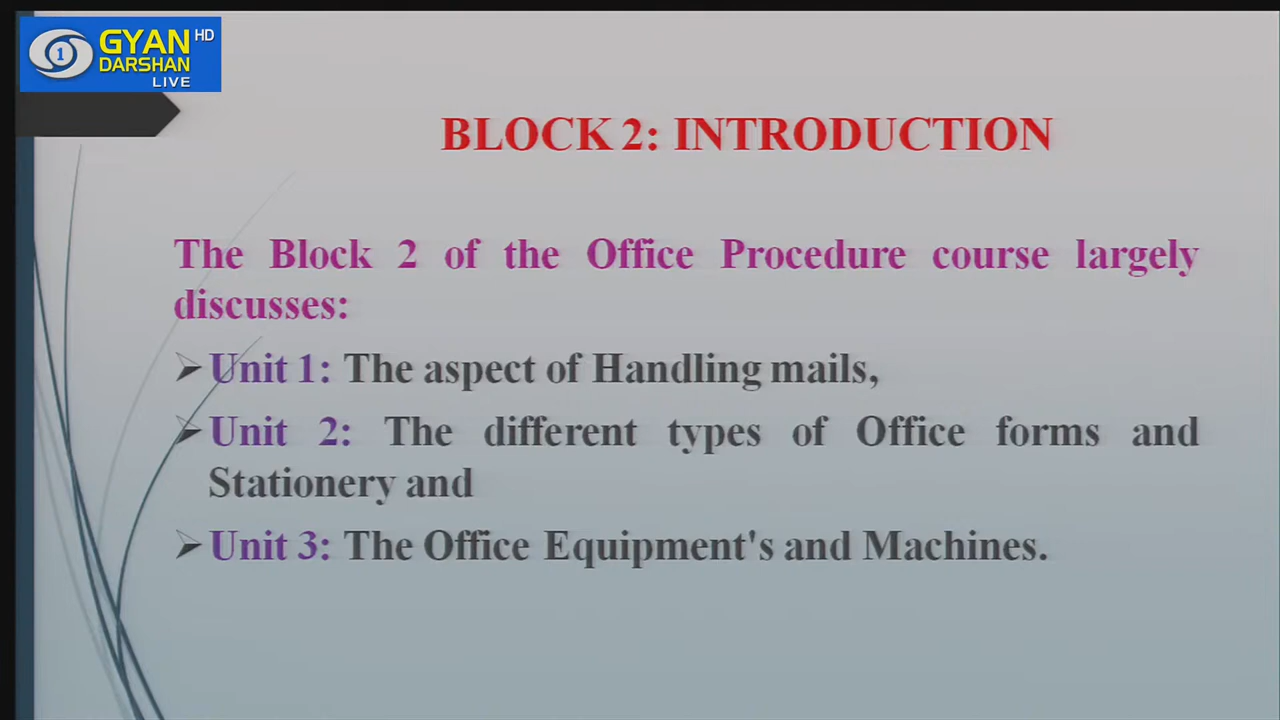 GYAN HD
DARSHAN
1
LIVE
BLOCK 2: INTRODUCTION
The Block 2 of the Office Procedure course largely
discusses:
➢ Unit 1: The aspect of Handling mails,
➢ Unit 2: The different types of Office forms and
Stationery and
➢ Unit 3: The Office Equipment's and Machines.